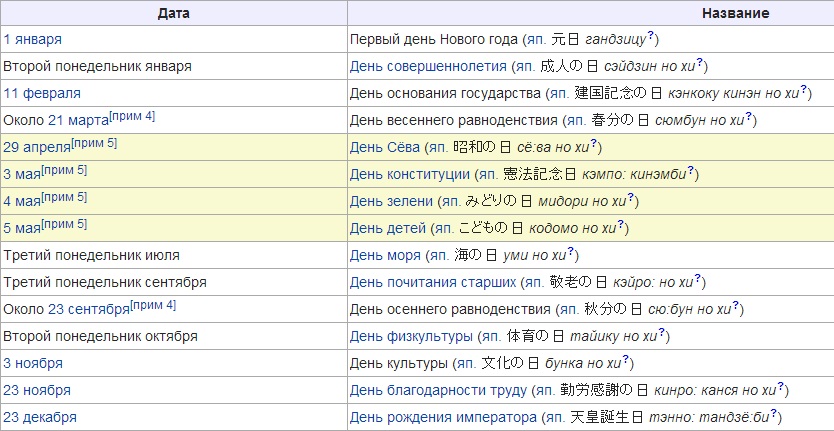 Дата Название
1 января Первый день Нового года (яп. 元日 гандзицу?)
Второй понедельник января День совершеннолетия (яп. 成人の日 сэйдзин но хи?)
11 февраля День основания государства (яп. 建国記念の日 кэнкоку кинэн но хи?)
Около 21 марта[прим 4] День весеннего равноденствия (яп. 春分の日 сюмбун но хи?)
29 апреля[прим 5] День Сёва (яп. 昭和の日 сё:ва но хи?)
3 мая[прим 5] День конституции (яп. 憲法記念日 кэмпо: кинэмби?)
4 мая[прим 5] День зелени (яп. みどりの日 мидори но хи?)
5 мая[прим 5] День детей (яп. こどもの日 кодомо но хи?)
Третий понедельник июля День моря (яп. 海の日 уми но хи?)
Третий понедельник сентября День почитания старших (яп. 敬老の日 кэйро: но хи?)
Около 23 сентября[прим 4] День осеннего равноденствия (яп. 秋分の日 сю:бун но хи?)
Второй понедельник октября День физкультуры (яп. 体育の日 тайику но хи?)
3 ноября День культуры (яп. 文化の日 бунка но хи?)
23 ноября День благодарности труду (яп. 勤労感謝の日 кинро: канся но хи?)
23 декабря День рождения императора (яп. 天皇誕生日 тэнно: тандзё:би?)